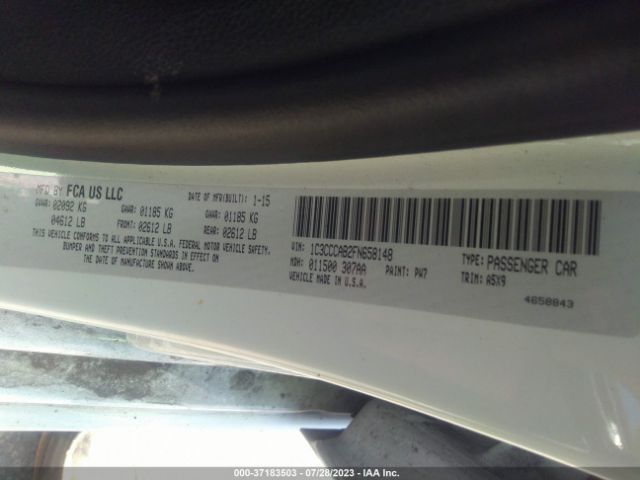 MFD BY FCA US LLC DATE OF MFR(BUILT): 1-15
GVWR: 02092 KG GAWR: 01185 KG GAWR: 01185 KG
04612 LB FRONT: 02612 LB REAR: 02612 LB
THIS VEHICLE CONFORMS TO ALL APPLICABLE U.S.A. FEDERAL MOTOR VEHICLE SAFETY,
BUMPER AND THEFT PREVENTION STANDARDS IN EFFECT ON
THE DATE OF MANUFACTURE SHOWN ABOVE.
VIN: 1C3CCCAB2FN658148 TYPE: PASSENGER CAR
MDH: 011500 307AA PAINT: PW7 TRIM: A5X9
VEHICLE MADE IN U.S.A.
4658843
000-37183503 / 07/28/2023 - IAA Inc.